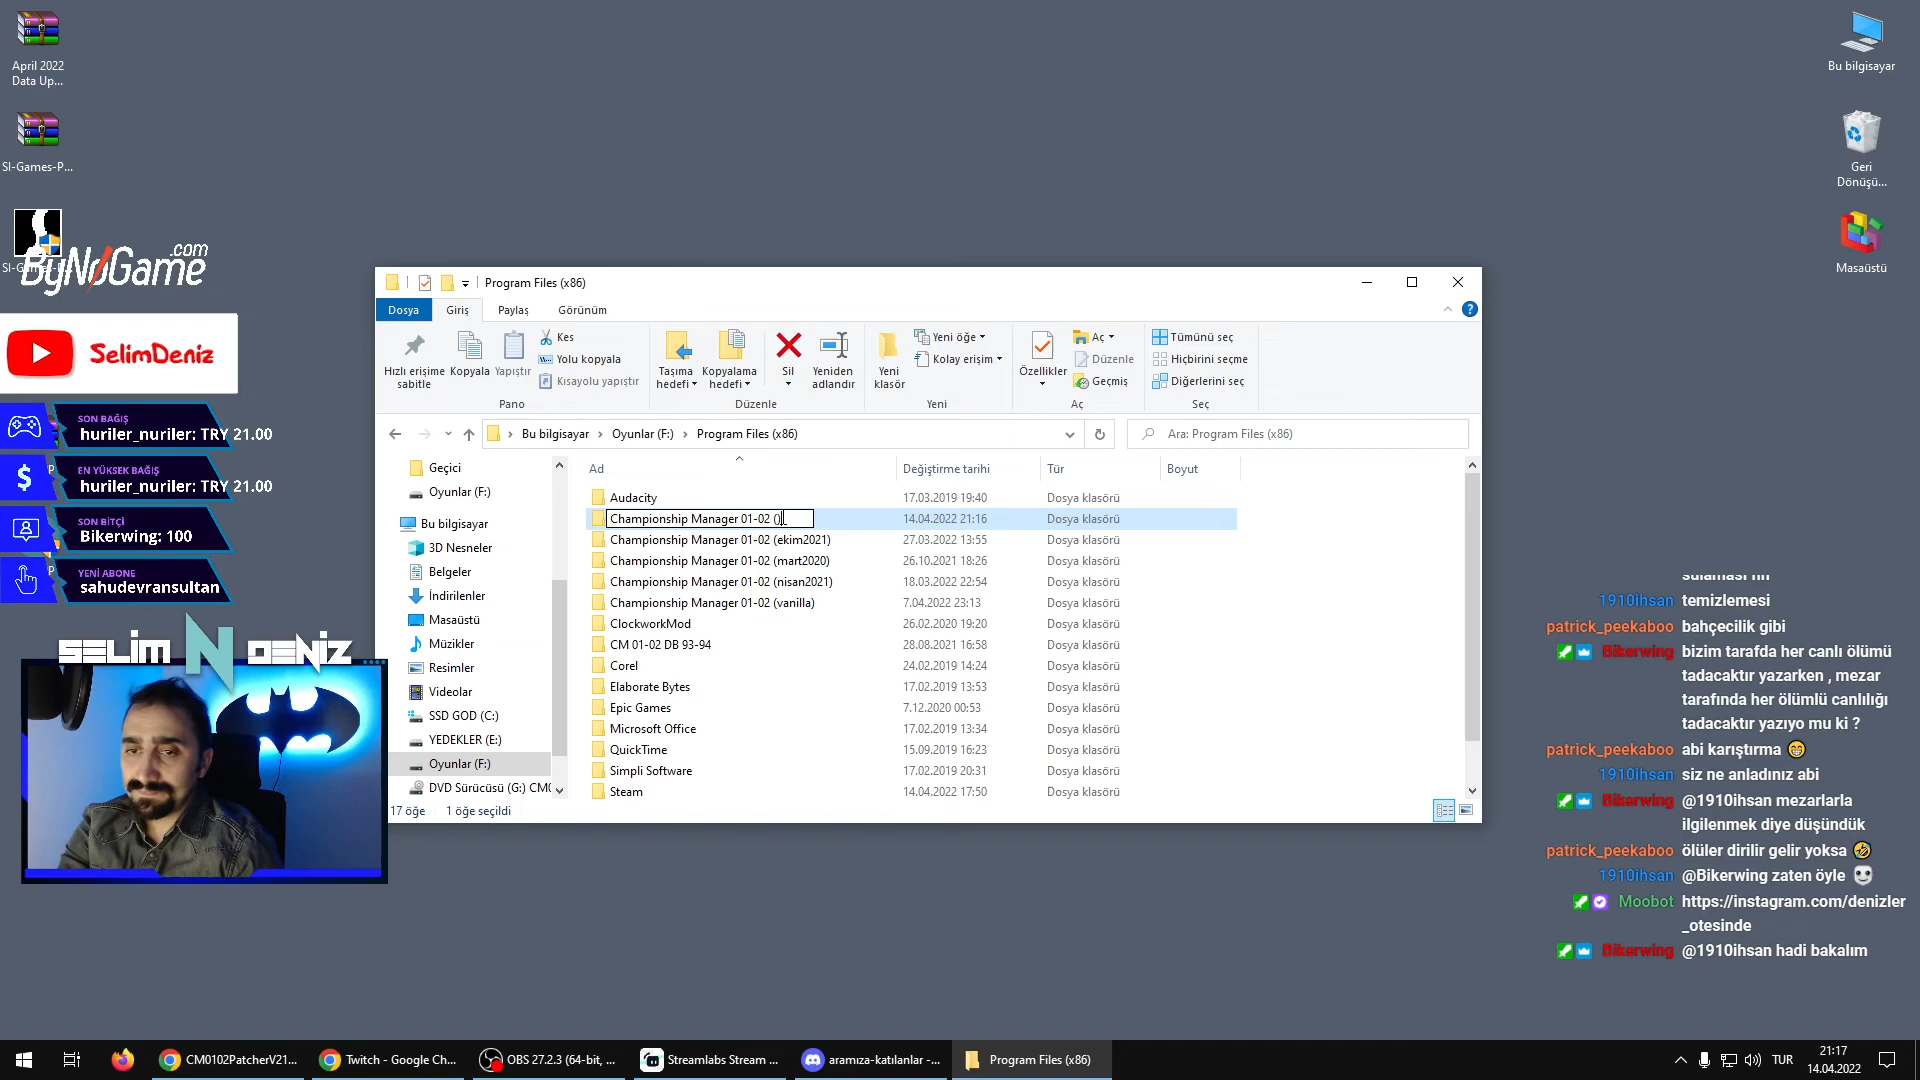 April 2022
Data Up...
SI-Games-P...
ByNoGame
.com
SelimDeniz
SON BAĞIŞ
huriler_nuriler: TRY 21.00
EN YÜKSEK BAĞIŞ
huriler_nuriler: TRY 21.00
SON BİTÇİ
Bikerwing: 100
YENİ ABONE
sahudevransultan
SELIM N DENIZ
Bu bilgisayar
Geri
Dönüşü...
Masaüstü
Program Files (x86)
Dosya
Giriş
Paylaş
Görünüm
Hızlı erişime
sabitle
Kopyala
Yapıştır
Kes
Yolu kopyala
Kısayolu yapıştır
Pano
Taşıma
hedefi
Kopyalama
hedefi
Sil
Yeniden
adlandır
Düzenle
Yeni
klasör
Yeni öğe
Kolay erişim
Yeni
Özellikler
Aç
Düzenle
Geçmiş
Aç
Tümünü seç
Hiçbirini seçme
Diğerlerini seç
Seç
Bu bilgisayar > Oyunlar (F:) > Program Files (x86)
Ara: Program Files (x86)
Geçici
Oyunlar (F:)
Bu bilgisayar
3D Nesneler
Belgeler
İndirilenler
Masaüstü
Müzikler
Resimler
Videolar
SSD GOD (C:)
YEDEKLER (E:)
Oyunlar (F:)
DVD Sürücüsü (G:) CM0
Ad Değiştirme tarihi Tür Boyut
Audacity 17.03.2019 19:40 Dosya klasörü
Championship Manager 01-02 () 14.04.2022 21:16 Dosya klasörü
Championship Manager 01-02 (ekim2021) 27.03.2022 13:55 Dosya klasörü
Championship Manager 01-02 (mart2020) 26.10.2021 18:26 Dosya klasörü
Championship Manager 01-02 (nisan2021) 18.03.2022 22:54 Dosya klasörü
Championship Manager 01-02 (vanilla) 7.04.2022 23:13 Dosya klasörü
ClockworkMod 26.02.2020 19:20 Dosya klasörü
CM 01-02 DB 93-94 28.08.2021 16:58 Dosya klasörü
Corel 24.02.2019 14:24 Dosya klasörü
Elaborate Bytes 17.02.2019 13:53 Dosya klasörü
Epic Games 7.12.2020 00:53 Dosya klasörü
Microsoft Office 17.02.2019 13:34 Dosya klasörü
QuickTime 15.09.2019 16:23 Dosya klasörü
Simpli Software 17.02.2019 20:31 Dosya klasörü
Steam 14.04.2022 17:50 Dosya klasörü
17 öğe 1 öğe seçildi
1910ihsan temizlemesi
patrick_peekaboo bahçecilik gibi
Bikerwing bizim tarafda her canlı ölümü
tadacaktır yazarken , mezar
tarafında her ölümlü canlılığı
tadacaktır yazıyo mu ki ?
patrick_peekaboo abi karıştırma 😁
1910ihsan siz ne anladınız abi
Bikerwing @1910ihsan mezarlarla
ilgilenmek diye düşündük
patrick_peekaboo ölüler dirilir gelir yoksa 🤣
1910ihsan @Bikerwing zaten öyle
Moobot https://instagram.com/denizler
_otesinde
Bikerwing @1910ihsan hadi bakalım
CM0102PatcherV21...
Twitch - Google Ch...
OBS 27.2.3 (64-bit, ...
Streamlabs Stream ...
aramıza-katılanlar -...
Program Files (x86)
TUR
21:17
14.04.2022